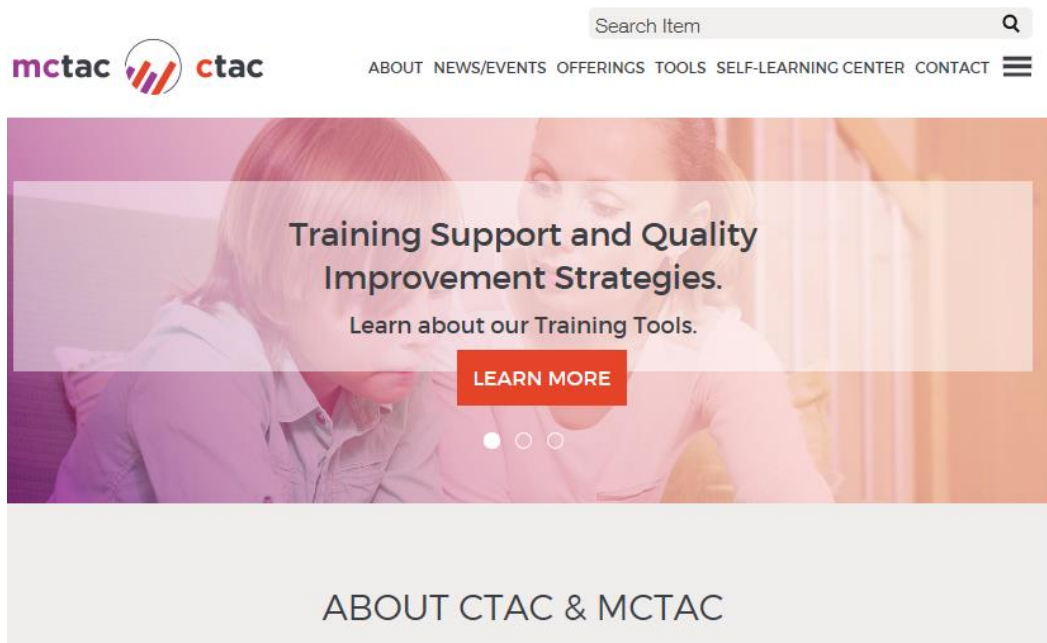 Search Item
mctac ctac
ABOUT NEWS/EVENTS OFFERINGS TOOLS SELF-LEARNING CENTER CONTACT
Training Support and Quality
Improvement Strategies.
Learn about our Training Tools.
LEARN MORE
ABOUT CTAC & MCTAC